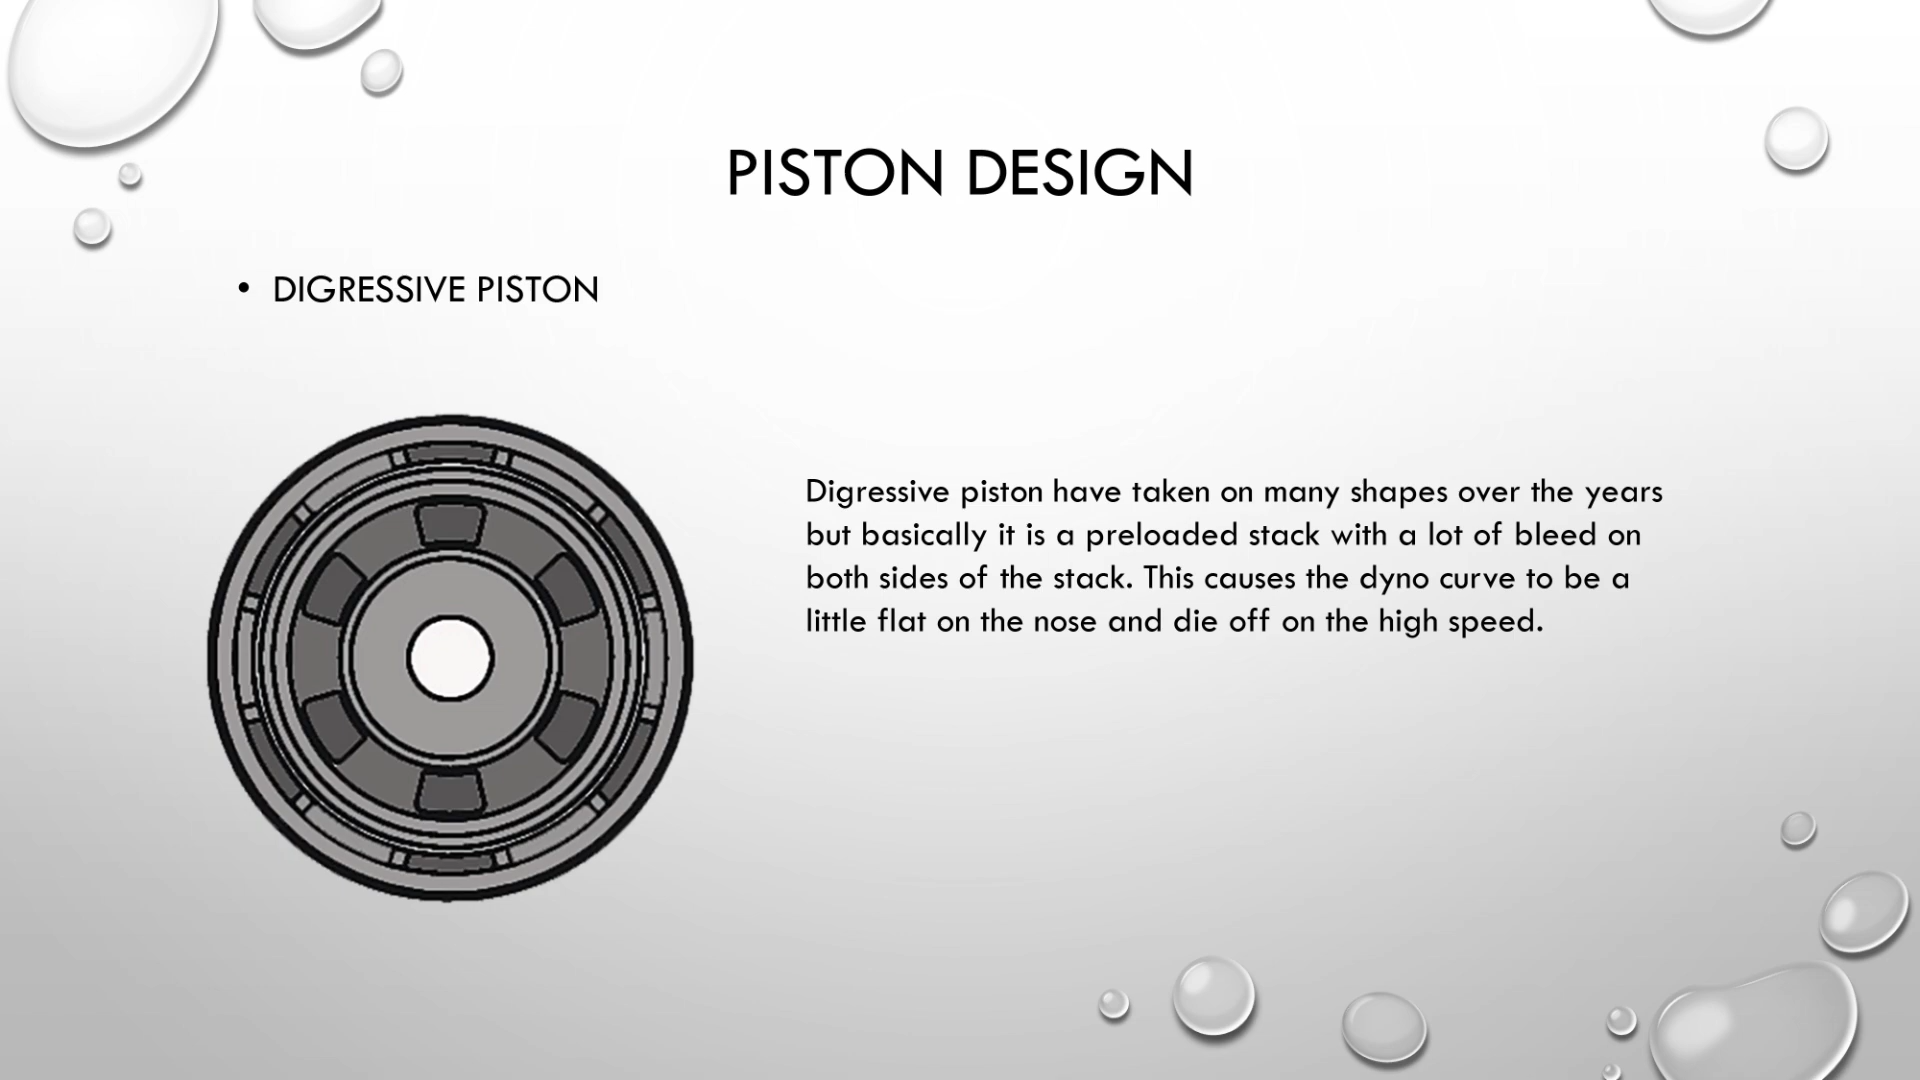 PISTON DESIGN
• DIGRESSIVE PISTON
Digressive piston have taken on many shapes over the years
but basically it is a preloaded stack with a lot of bleed on
both sides of the stack. This causes the dyno curve to be a
little flat on the nose and die off on the high speed.